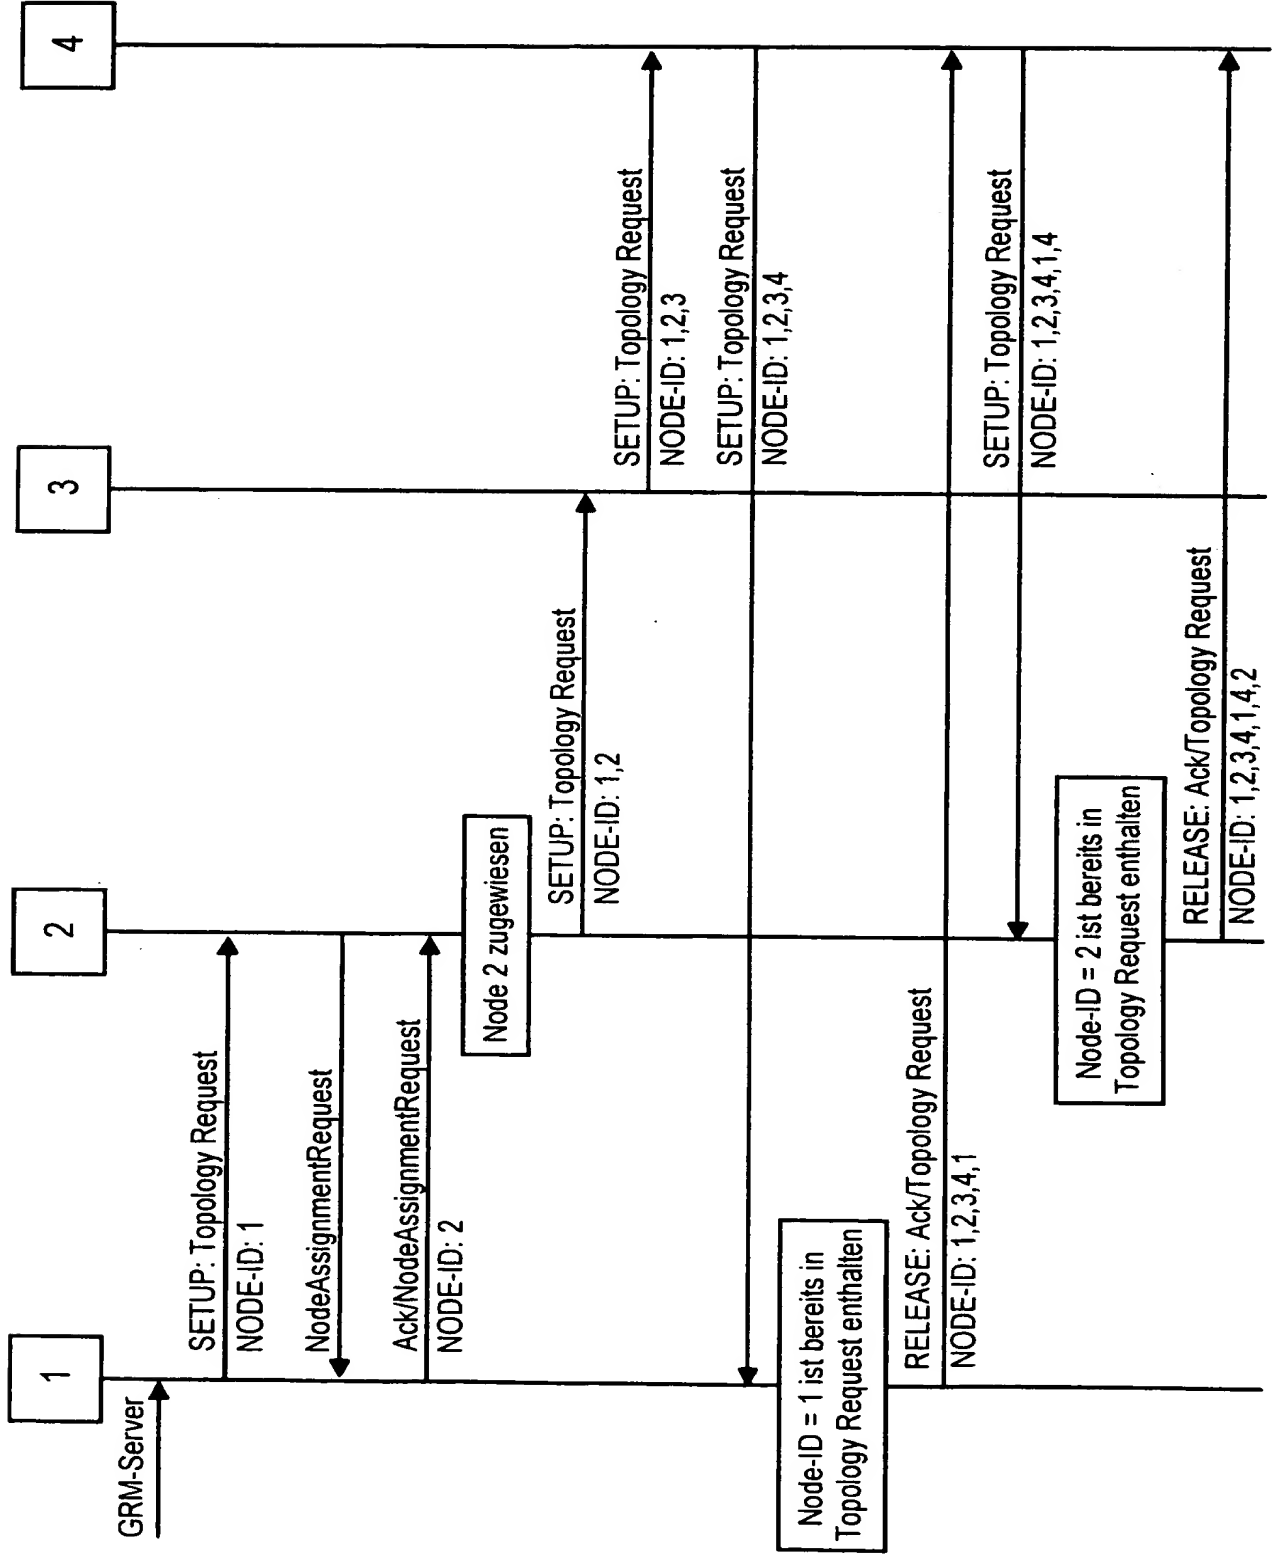 1
2
3
4
GRM-Server
SETUP: Topology Request
NODE-ID: 1
NodeAssignmentRequest
Ack/NodeAssignmentRequest
NODE-ID: 2
Node 2 zugewiesen
SETUP: Topology Request
NODE-ID: 1,2
SETUP: Topology Request
NODE-ID: 1,2,3
SETUP: Topology Request
NODE-ID: 1,2,3,4
Node-ID = 1 ist bereits in
Topology Request enthalten
RELEASE: Ack/Topology Request
NODE-ID: 1,2,3,4,1
SETUP: Topology Request
NODE-ID: 1,2,3,4,1,4
Node-ID = 2 ist bereits in
Topology Request enthalten
RELEASE: Ack/Topology Request
NODE-ID: 1,2,3,4,1,4,2